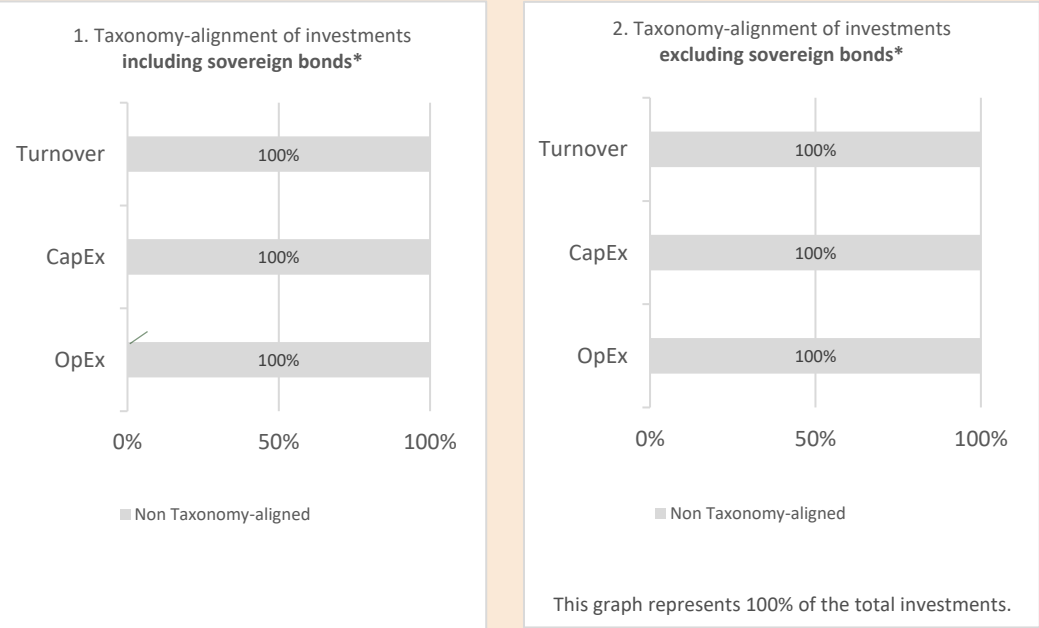 1. Taxonomy-alignment of investments
including sovereign bonds*
Turnover
100%
CapEx
100%
OpEx
100%
0%
50%
100%
Non Taxonomy-aligned
2. Taxonomy-alignment of investments
excluding sovereign bonds*
Turnover
100%
CapEx
100%
OpEx
100%
0%
50%
100%
Non Taxonomy-aligned
This graph represents 100% of the total investments.